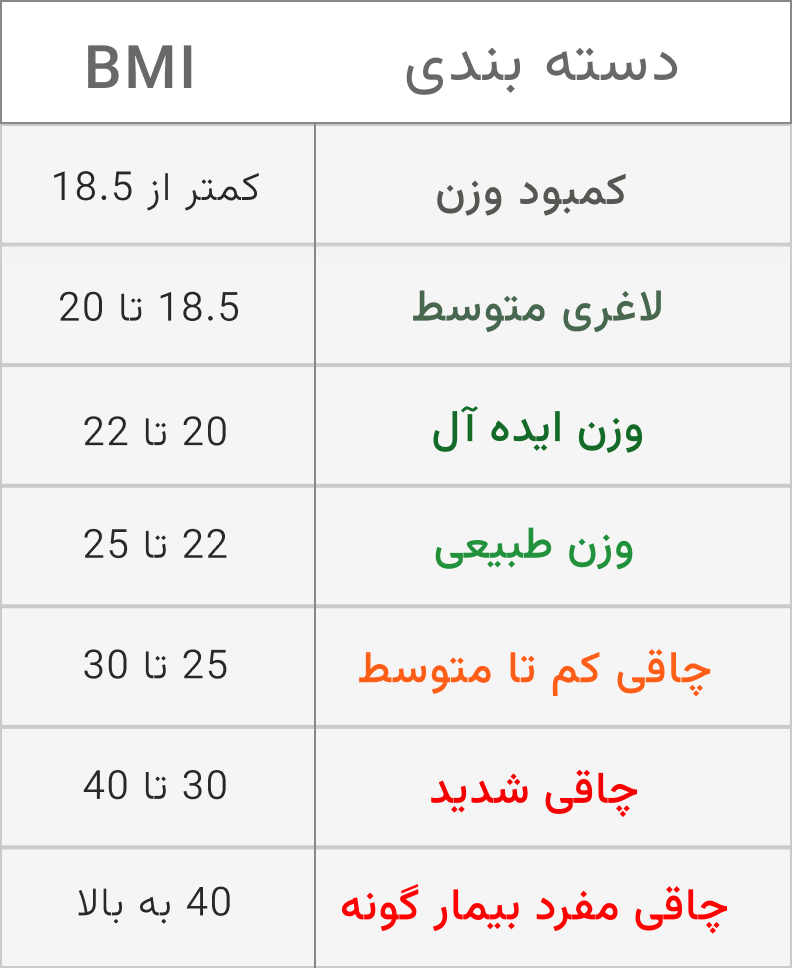 دسته بندی BMI
کمبود وزن کمتر از 18.5
لاغری متوسط 18.5 تا 20
وزن ایده آل 20 تا 22
وزن طبیعی 22 تا 25
چاقی کم تا متوسط 25 تا 30
چاقی شدید 30 تا 40
چاقی مفرد بیمار گونه 40 به بالا